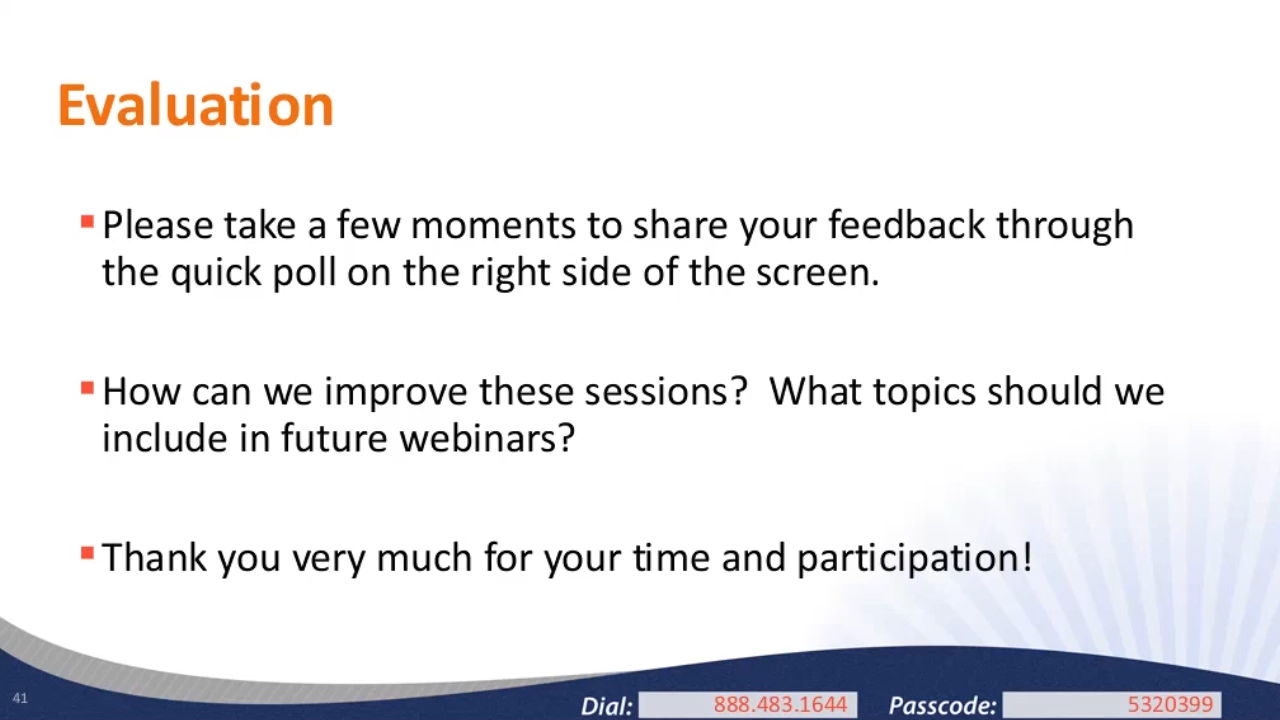 Evaluation
Please take a few moments to share your feedback through
the quick poll on the right side of the screen.
How can we improve these sessions?  What topics should we
include in future webinars?
Thank you very much for your time and participation!
41
Dial: 888.483.1644 Passcode: 5320399